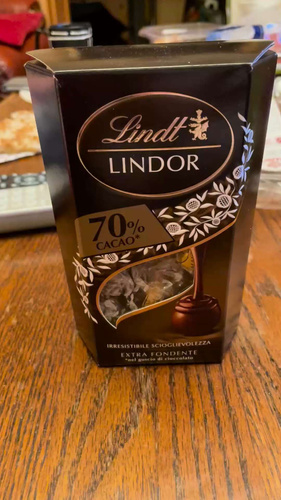 Lindt
LINDOR
70%
CACAO*
IRRESISTIBILE SCIOGLIEVOLEZZA
EXTRA FONDENTE
*nel guscio di cioccolato